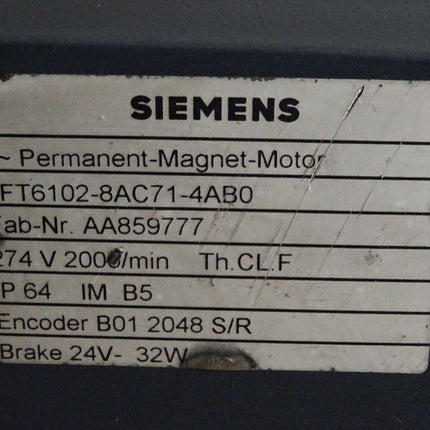 SIEMENS
~ Permanent-Magnet-Motor
FT6102-8AC71-4AB0
ab-Nr. AA859777
274 V 2000/min Th.CL.F
P 64 IM B5
Encoder B01 2048 S/R
Brake 24V- 32W